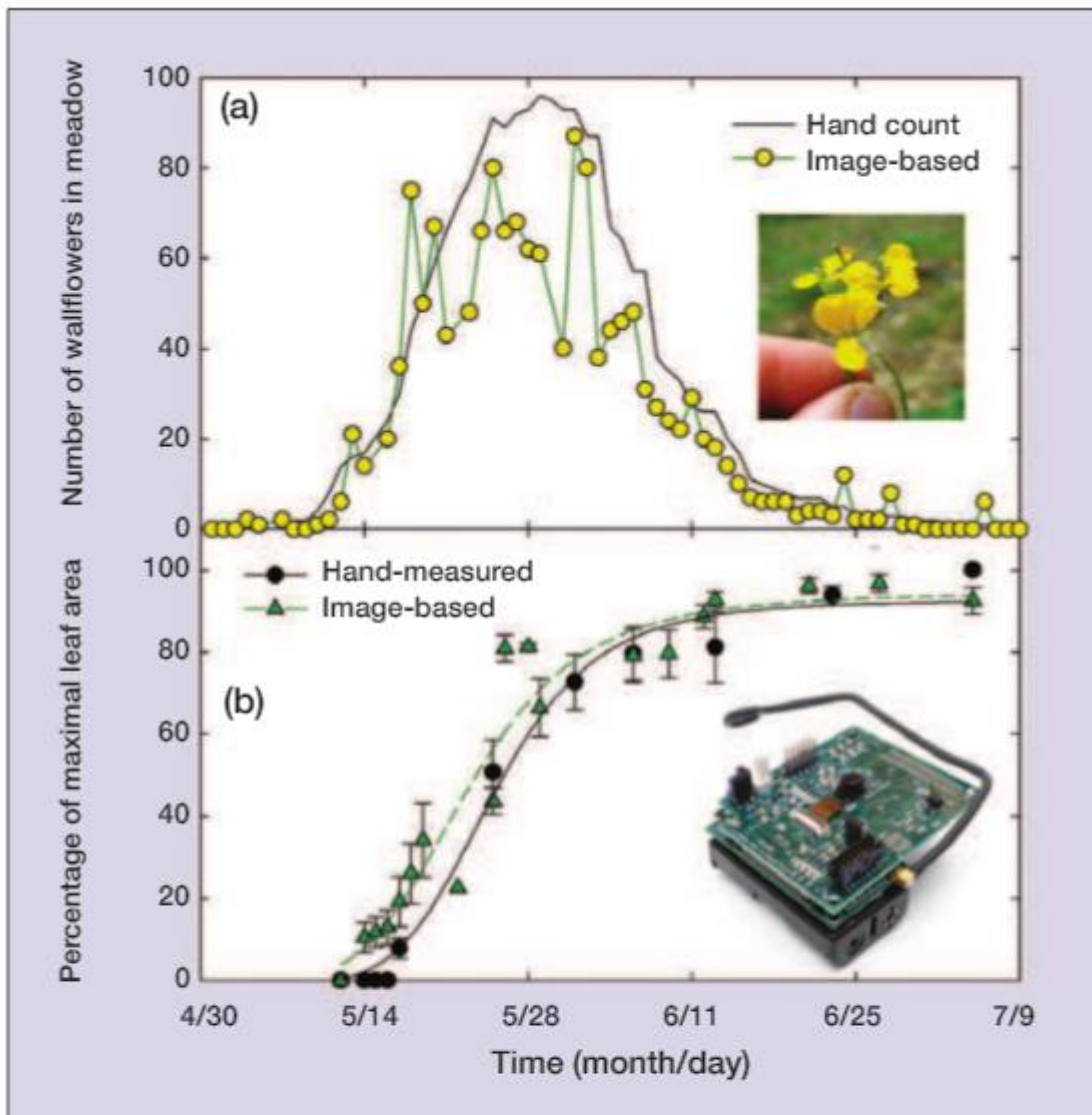 Number of wallflowers in meadow
100
80
60
40
20
0
(a)
Hand count
Image-based
Percentage of maximal leaf area
100
80
60
40
20
0
Hand-measured
Image-based
(b)
4/30 5/14 5/28 6/11 6/25 7/9
Time (month/day)